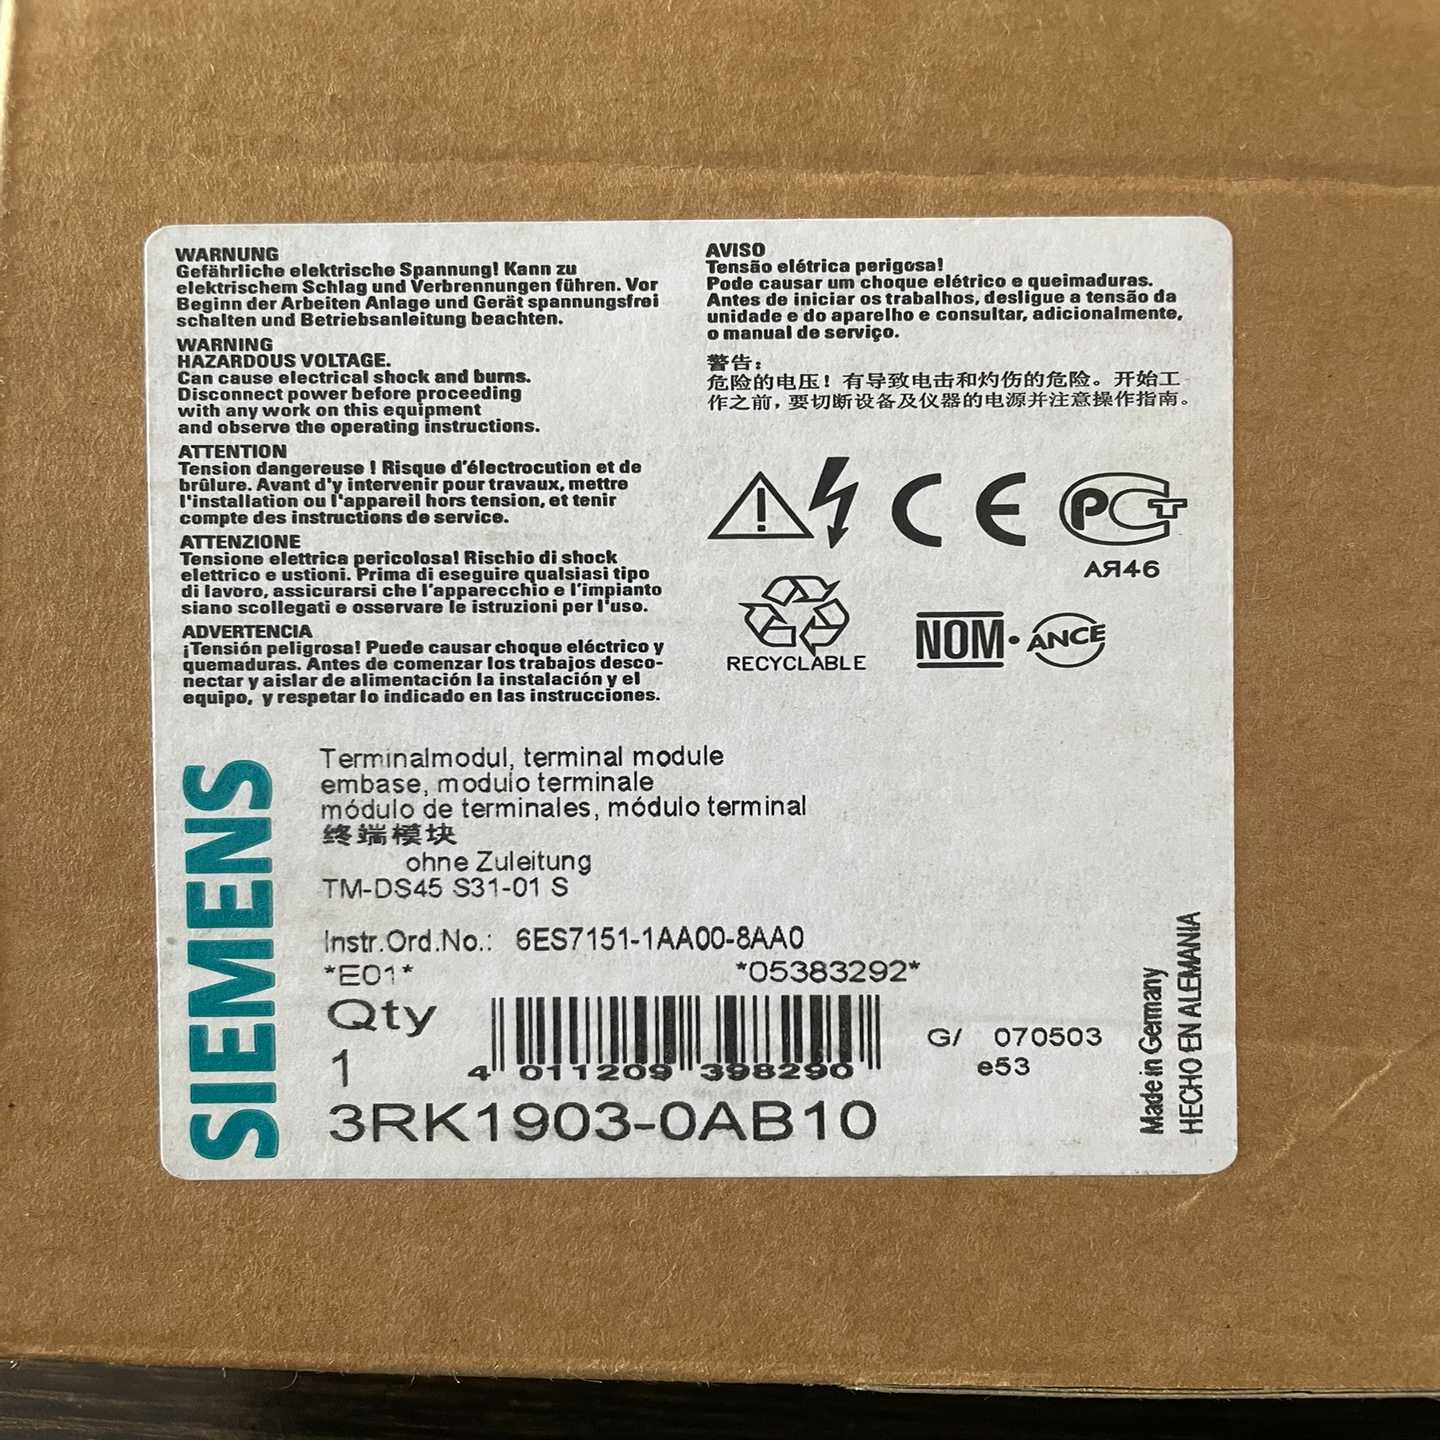 WARNUNG
Gefährliche elektrische Spannung! Kann zu
elektrischem Schlag und Verbrennungen führen. Vor
Beginn der Arbeiten Anlage und Gerät spannungsfrei
schalten und Betriebsanleitung beachten.
WARNING
HAZARDOUS VOLTAGE.
Can cause electrical shock and burns.
Disconnect power before proceeding
with any work on this equipment
and observe the operating instructions.
ATTENTION
Tension dangereuse ! Risque d'électrocution et de
brûlure. Avant d'y intervenir pour travaux, mettre
l'installation ou l'appareil hors tension, et tenir
compte des instructions de service.
ATTENZIONE
Tensione elettrica pericolosa! Rischio di shock
elettrico e ustioni. Prima di eseguire qualsiasi tipo
di lavoro, assicurarsi che l'apparecchio e l'impianto
siano scollegati e osservare le istruzioni per l'uso.
ADVERTENCIA
¡Tensión peligrosa! Puede causar choque eléctrico y
quemaduras. Antes de comenzar los trabajos desco-
nectar y aislar de alimentación la instalación y el
equipo, y respetar lo indicado en las instrucciones.
AVISO
Tensão elétrica perigosa!
Pode causar um choque elétrico e queimaduras.
Antes de iniciar os trabalhos, desligue a tensão da
unidade e do aparelho e consultar, adicionalmente,
o manual de serviço.
警告:
危险的电压! 有导致电击和灼伤的危险。开始工
作之前, 要切断设备及仪器的电源并注意操作指南。
CE
PCT
АЯ46
RECYCLABLE
NOM · ANCE
SIEMENS
Terminalmodul, terminal module
embase, modulo terminale
módulo de terminales, módulo terminal
终端模块
ohne Zuleitung
TM-DS45 S31-01 S
Instr.Ord.No.: 6ES7151-1AA00-8AA0
*E01* *05383292*
Qty
1
4 011209 398290
G/ 070503
e53
3RK1903-0AB10
Made in Germany
HECHO EN ALEMANIA